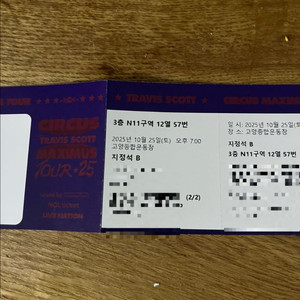 CIRCUS
TRAVIS SCOTT
MAXIMUS
TOUR 25
LIVE NATION
TRAVIS SCOTT
3층 N11구역 12열 57번
2025년 10월 25일(토) 오후 7:00
고양종합운동장
지정석 B
(2/2)
CIRCUS MAXIMUS
일 시: 2025년 10월 25일(토)
장 소: 고양종합운동장
지정석 B
3층 N11구역 12열 57번